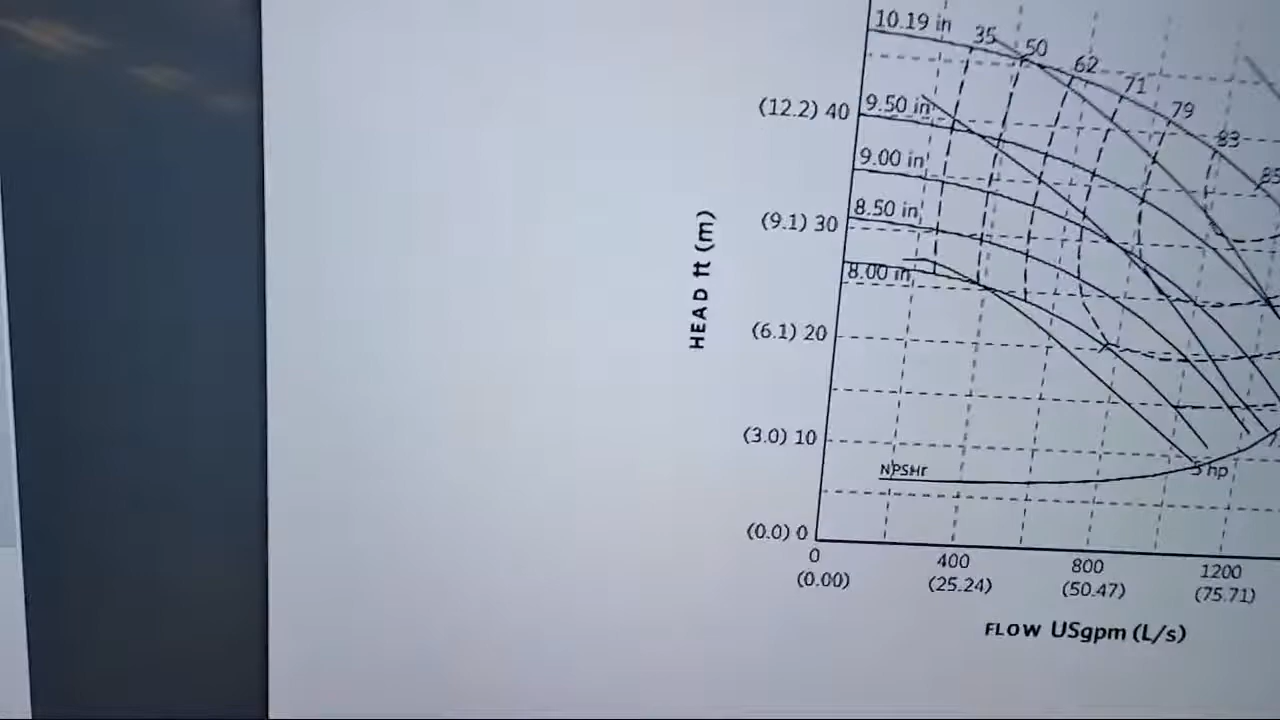 10.19 in
35
50
62
71
79
83
85
(12.2) 40
9.50 in
9.00 in
(9.1) 30
8.50 in
8.00 in
HEAD ft (m)
(6.1) 20
(3.0) 10
NPSHr
5 hp
(0.0) 0
0
400
800
1200
(0.00)
(25.24)
(50.47)
(75.71)
FLOW USgpm (L/s)